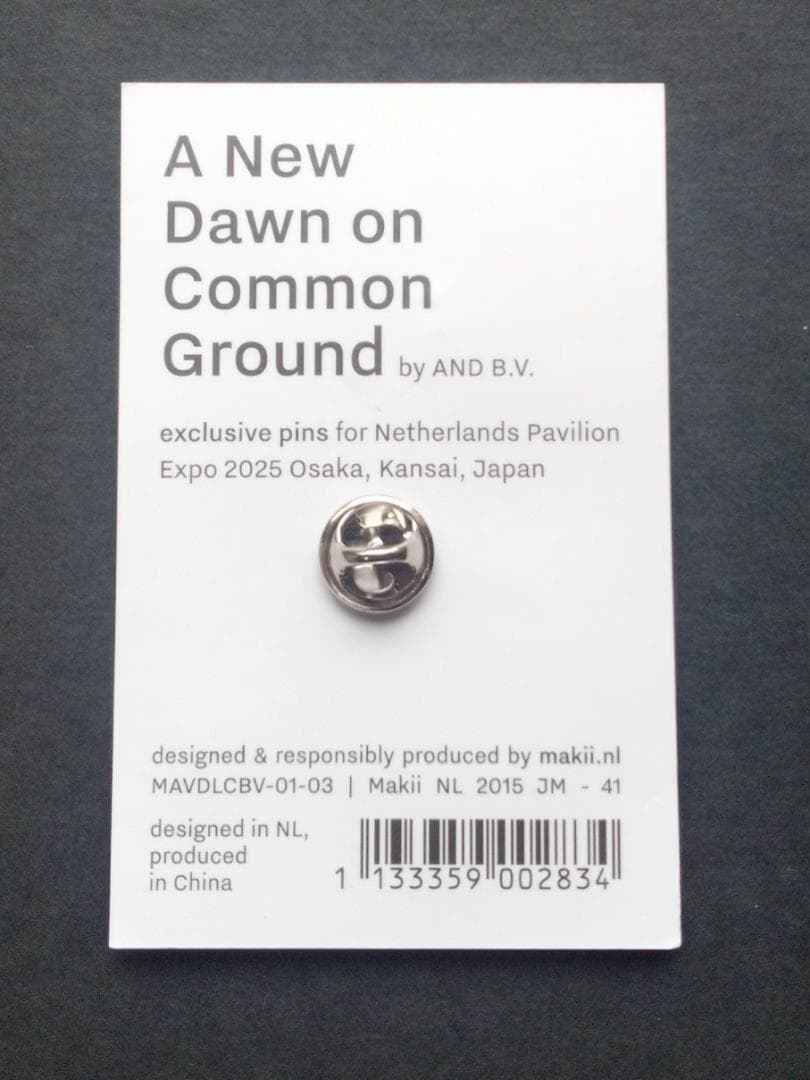 A New
Dawn on
Common
Ground by AND B.V.
exclusive pins for Netherlands Pavilion
Expo 2025 Osaka, Kansai, Japan
designed & responsibly produced by makii.nl
MAVDLCBV-01-03 | Makii NL 2015 JM - 41
designed in NL,
produced
in China
1 133359 002834